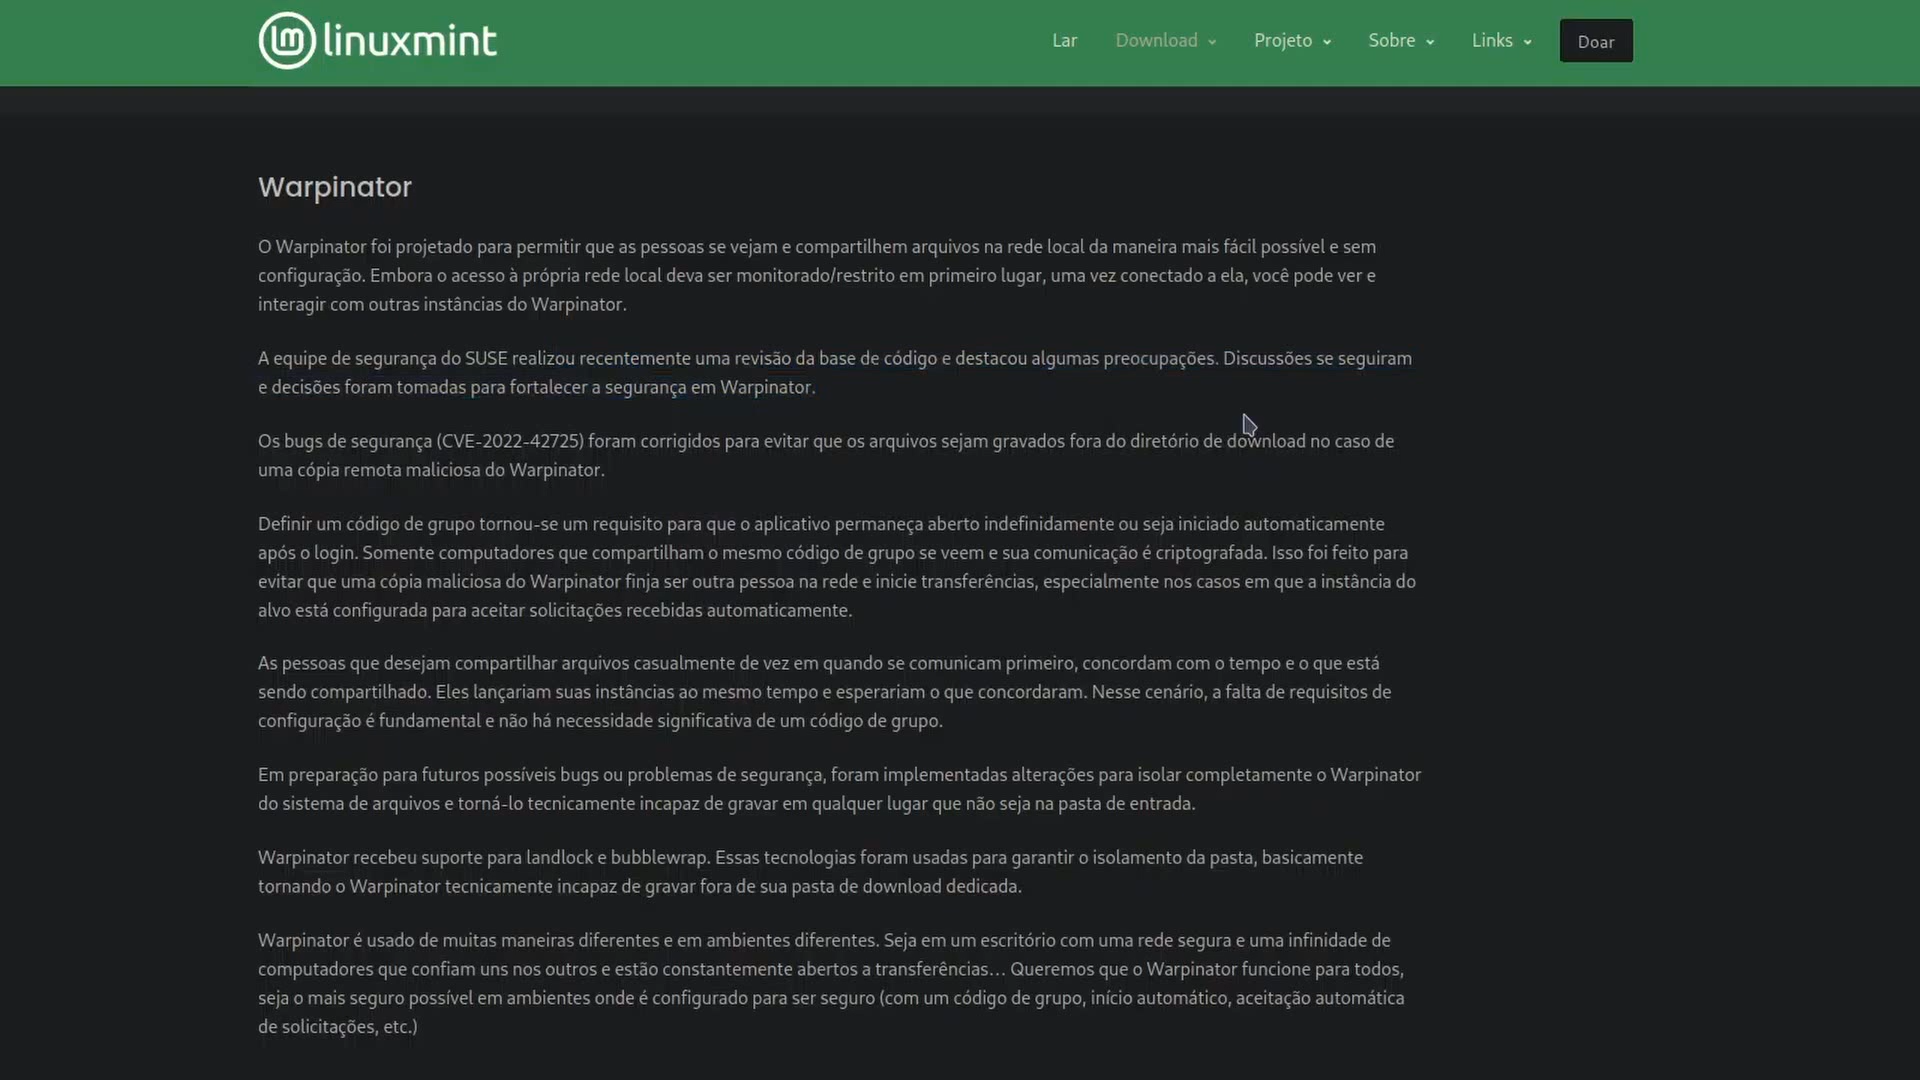 linuxmint
Lar Download Projeto Sobre Links Doar
Warpinator
O Warpinator foi projetado para permitir que as pessoas se vejam e compartilhem arquivos na rede local da maneira mais fácil possível e sem
configuração. Embora o acesso à própria rede local deva ser monitorado/restrito em primeiro lugar, uma vez conectado a ela, você pode ver e
interagir com outras instâncias do Warpinator.
A equipe de segurança do SUSE realizou recentemente uma revisão da base de código e destacou algumas preocupações. Discussões se seguiram
e decisões foram tomadas para fortalecer a segurança em Warpinator.
Os bugs de segurança (CVE-2022-42725) foram corrigidos para evitar que os arquivos sejam gravados fora do diretório de download no caso de
uma cópia remota maliciosa do Warpinator.
Definir um código de grupo tornou-se um requisito para que o aplicativo permaneça aberto indefinidamente ou seja iniciado automaticamente
após o login. Somente computadores que compartilham o mesmo código de grupo se veem e sua comunicação é criptografada. Isso foi feito para
evitar que uma cópia maliciosa do Warpinator finja ser outra pessoa na rede e inicie transferências, especialmente nos casos em que a instância do
alvo está configurada para aceitar solicitações recebidas automaticamente.
As pessoas que desejam compartilhar arquivos casualmente de vez em quando se comunicam primeiro, concordam com o tempo e o que está
sendo compartilhado. Eles lançariam suas instâncias ao mesmo tempo e esperariam o que concordaram. Nesse cenário, a falta de requisitos de
configuração é fundamental e não há necessidade significativa de um código de grupo.
Em preparação para futuros possíveis bugs ou problemas de segurança, foram implementadas alterações para isolar completamente o Warpinator
do sistema de arquivos e torná-lo tecnicamente incapaz de gravar em qualquer lugar que não seja na pasta de entrada.
Warpinator recebeu suporte para landlock e bubblewrap. Essas tecnologias foram usadas para garantir o isolamento da pasta, basicamente
tornando o Warpinator tecnicamente incapaz de gravar fora de sua pasta de download dedicada.
Warpinator é usado de muitas maneiras diferentes e em ambientes diferentes. Seja em um escritório com uma rede segura e uma infinidade de
computadores que confiam uns nos outros e estão constantemente abertos a transferências… Queremos que o Warpinator funcione para todos,
seja o mais seguro possível em ambientes onde é configurado para ser seguro (com um código de grupo, início automático, aceitação automática
de solicitações, etc.)